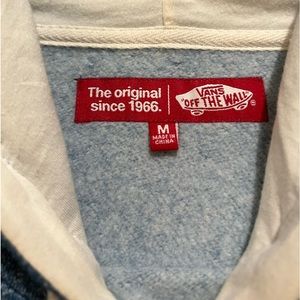 The original
since 1966.
VANS
"OFF THE WALL"
®
M
MADE IN
CHINA